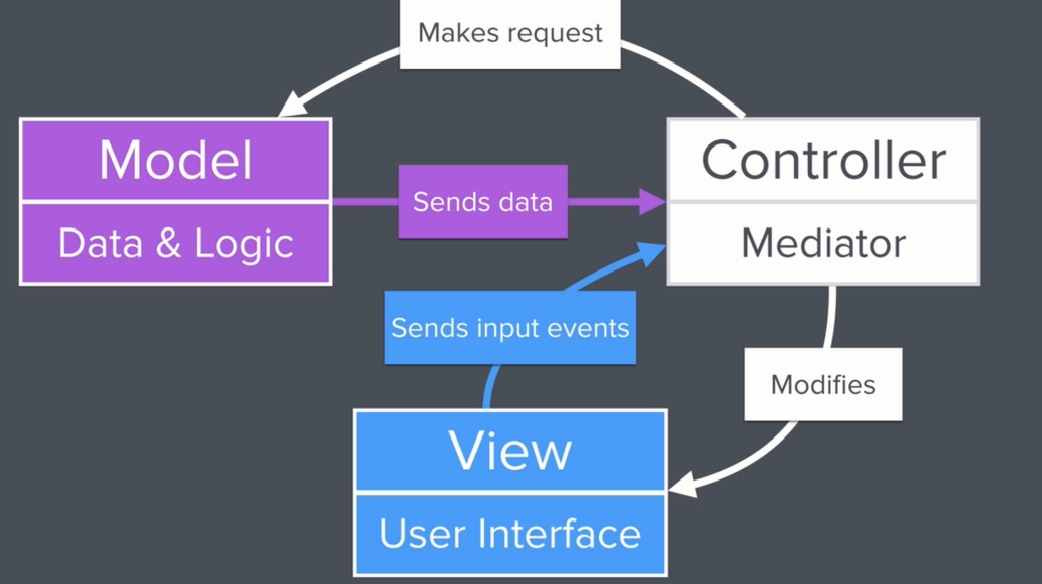 Makes request
Model
Controller
Sends data
Data & Logic
Mediator
Sends input events
Modifies
View
User Interface